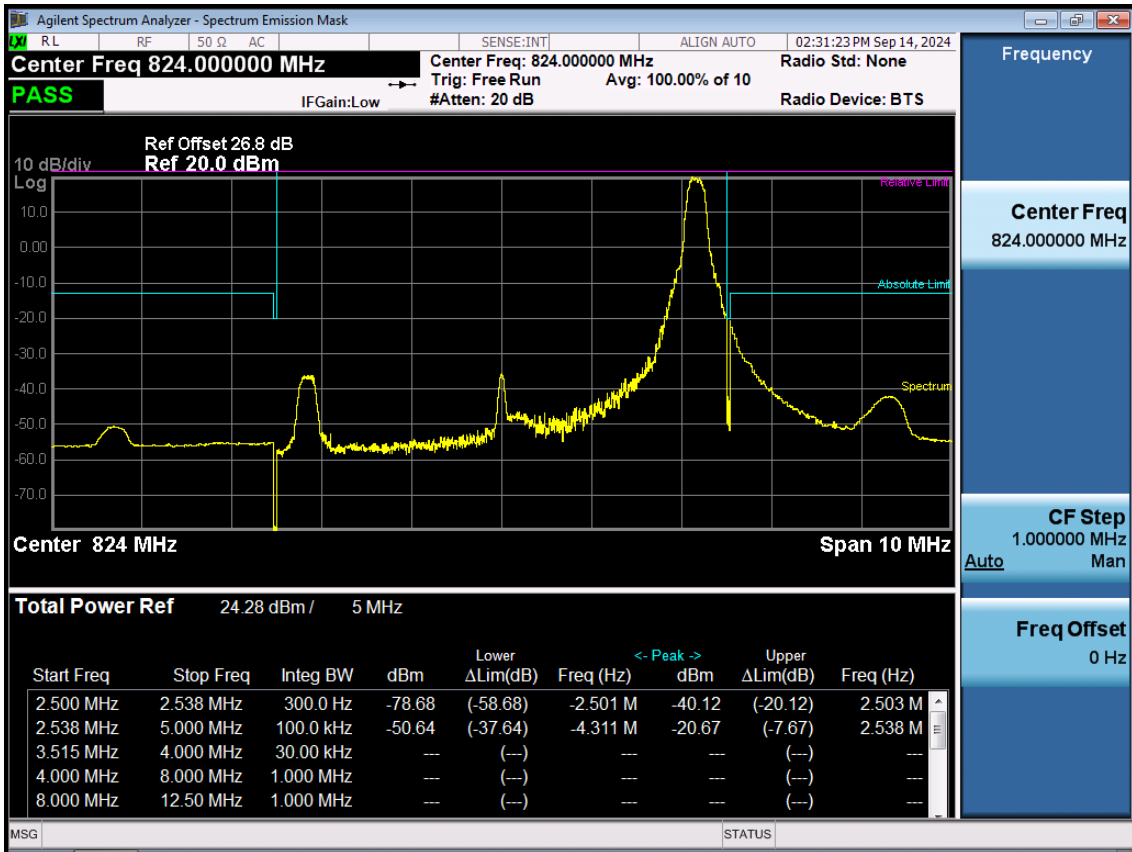 Agilent Spectrum Analyzer - Spectrum Emission Mask
LXI RL RF 50 Ω AC SENSE:INT ALIGN AUTO 02:31:23 PM Sep 14, 2024
Center Freq 824.000000 MHz Center Freq: 824.000000 MHz Radio Std: None
Trig: Free Run Avg: 100.00% of 10
PASS IFGain:Low #Atten: 20 dB Radio Device: BTS
Ref Offset 26.8 dB
10 dB/div Ref 20.0 dBm
Log
Relative Limit
10.0
0.00
-10.0
Absolute Limit
-20.0
-30.0
-40.0
Spectrum
-50.0
-60.0
-70.0
Center 824 MHz Span 10 MHz
Total Power Ref 24.28 dBm / 5 MHz
Lower <- Peak -> Upper
Start Freq Stop Freq Integ BW dBm ΔLim(dB) Freq (Hz) dBm ΔLim(dB) Freq (Hz)
2.500 MHz 2.538 MHz 300.0 Hz -78.68 (-58.68) -2.501 M -40.12 (-20.12) 2.503 M
2.538 MHz 5.000 MHz 100.0 kHz -50.64 (-37.64) -4.311 M -20.67 (-7.67) 2.538 M
3.515 MHz 4.000 MHz 30.00 kHz --- (---) --- --- (---) ---
4.000 MHz 8.000 MHz 1.000 MHz --- (---) --- --- (---) ---
8.000 MHz 12.50 MHz 1.000 MHz --- (---) --- --- (---) ---
MSG STATUS
Frequency
Center Freq
824.000000 MHz
CF Step
1.000000 MHz
Auto Man
Freq Offset
0 Hz